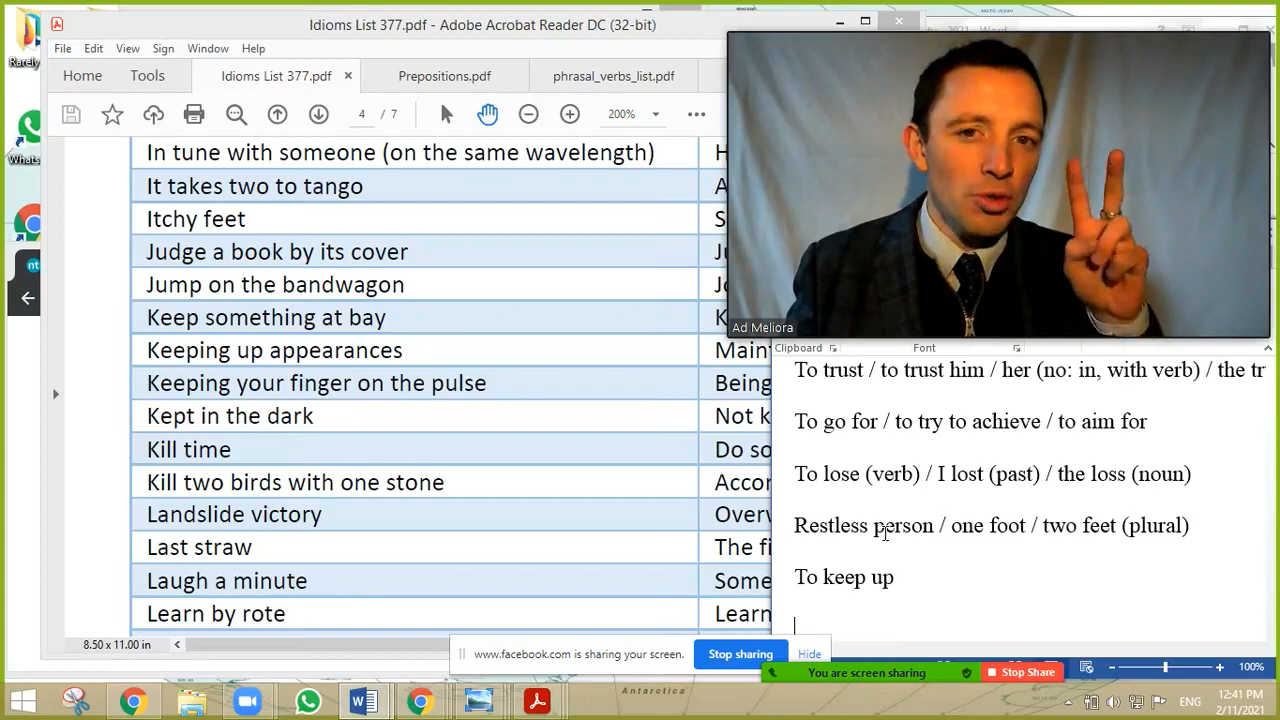 Rarely
Idioms List 377.pdf - Adobe Acrobat Reader DC (32-bit)
File Edit View Sign Window Help
Home Tools Idioms List 377.pdf × Prepositions.pdf phrasal_verbs_list.pdf
4 / 7 200%
Whats
nt
In tune with someone (on the same wavelength) H
It takes two to tango A
Itchy feet S
Judge a book by its cover Ju
Jump on the bandwagon Jo
Keep something at bay K
Keeping up appearances Maint
Keeping your finger on the pulse Being
Kept in the dark Not k
Kill time Do so
Kill two birds with one stone Accor
Landslide victory Overv
Last straw The fi
Laugh a minute Some
Learn by rote Learn
8.50 x 11.00 in
Ad Meliora
Clipboard Font
To trust / to trust him / her (no: in, with verb) / the tr
To go for / to try to achieve / to aim for
To lose (verb) / I lost (past) / the loss (noun)
Restless person / one foot / two feet (plural)
To keep up
www.facebook.com is sharing your screen. Stop sharing Hide
You are screen sharing Stop Share
100%
Antarctica
ENG
12:41 PM
2/11/2021